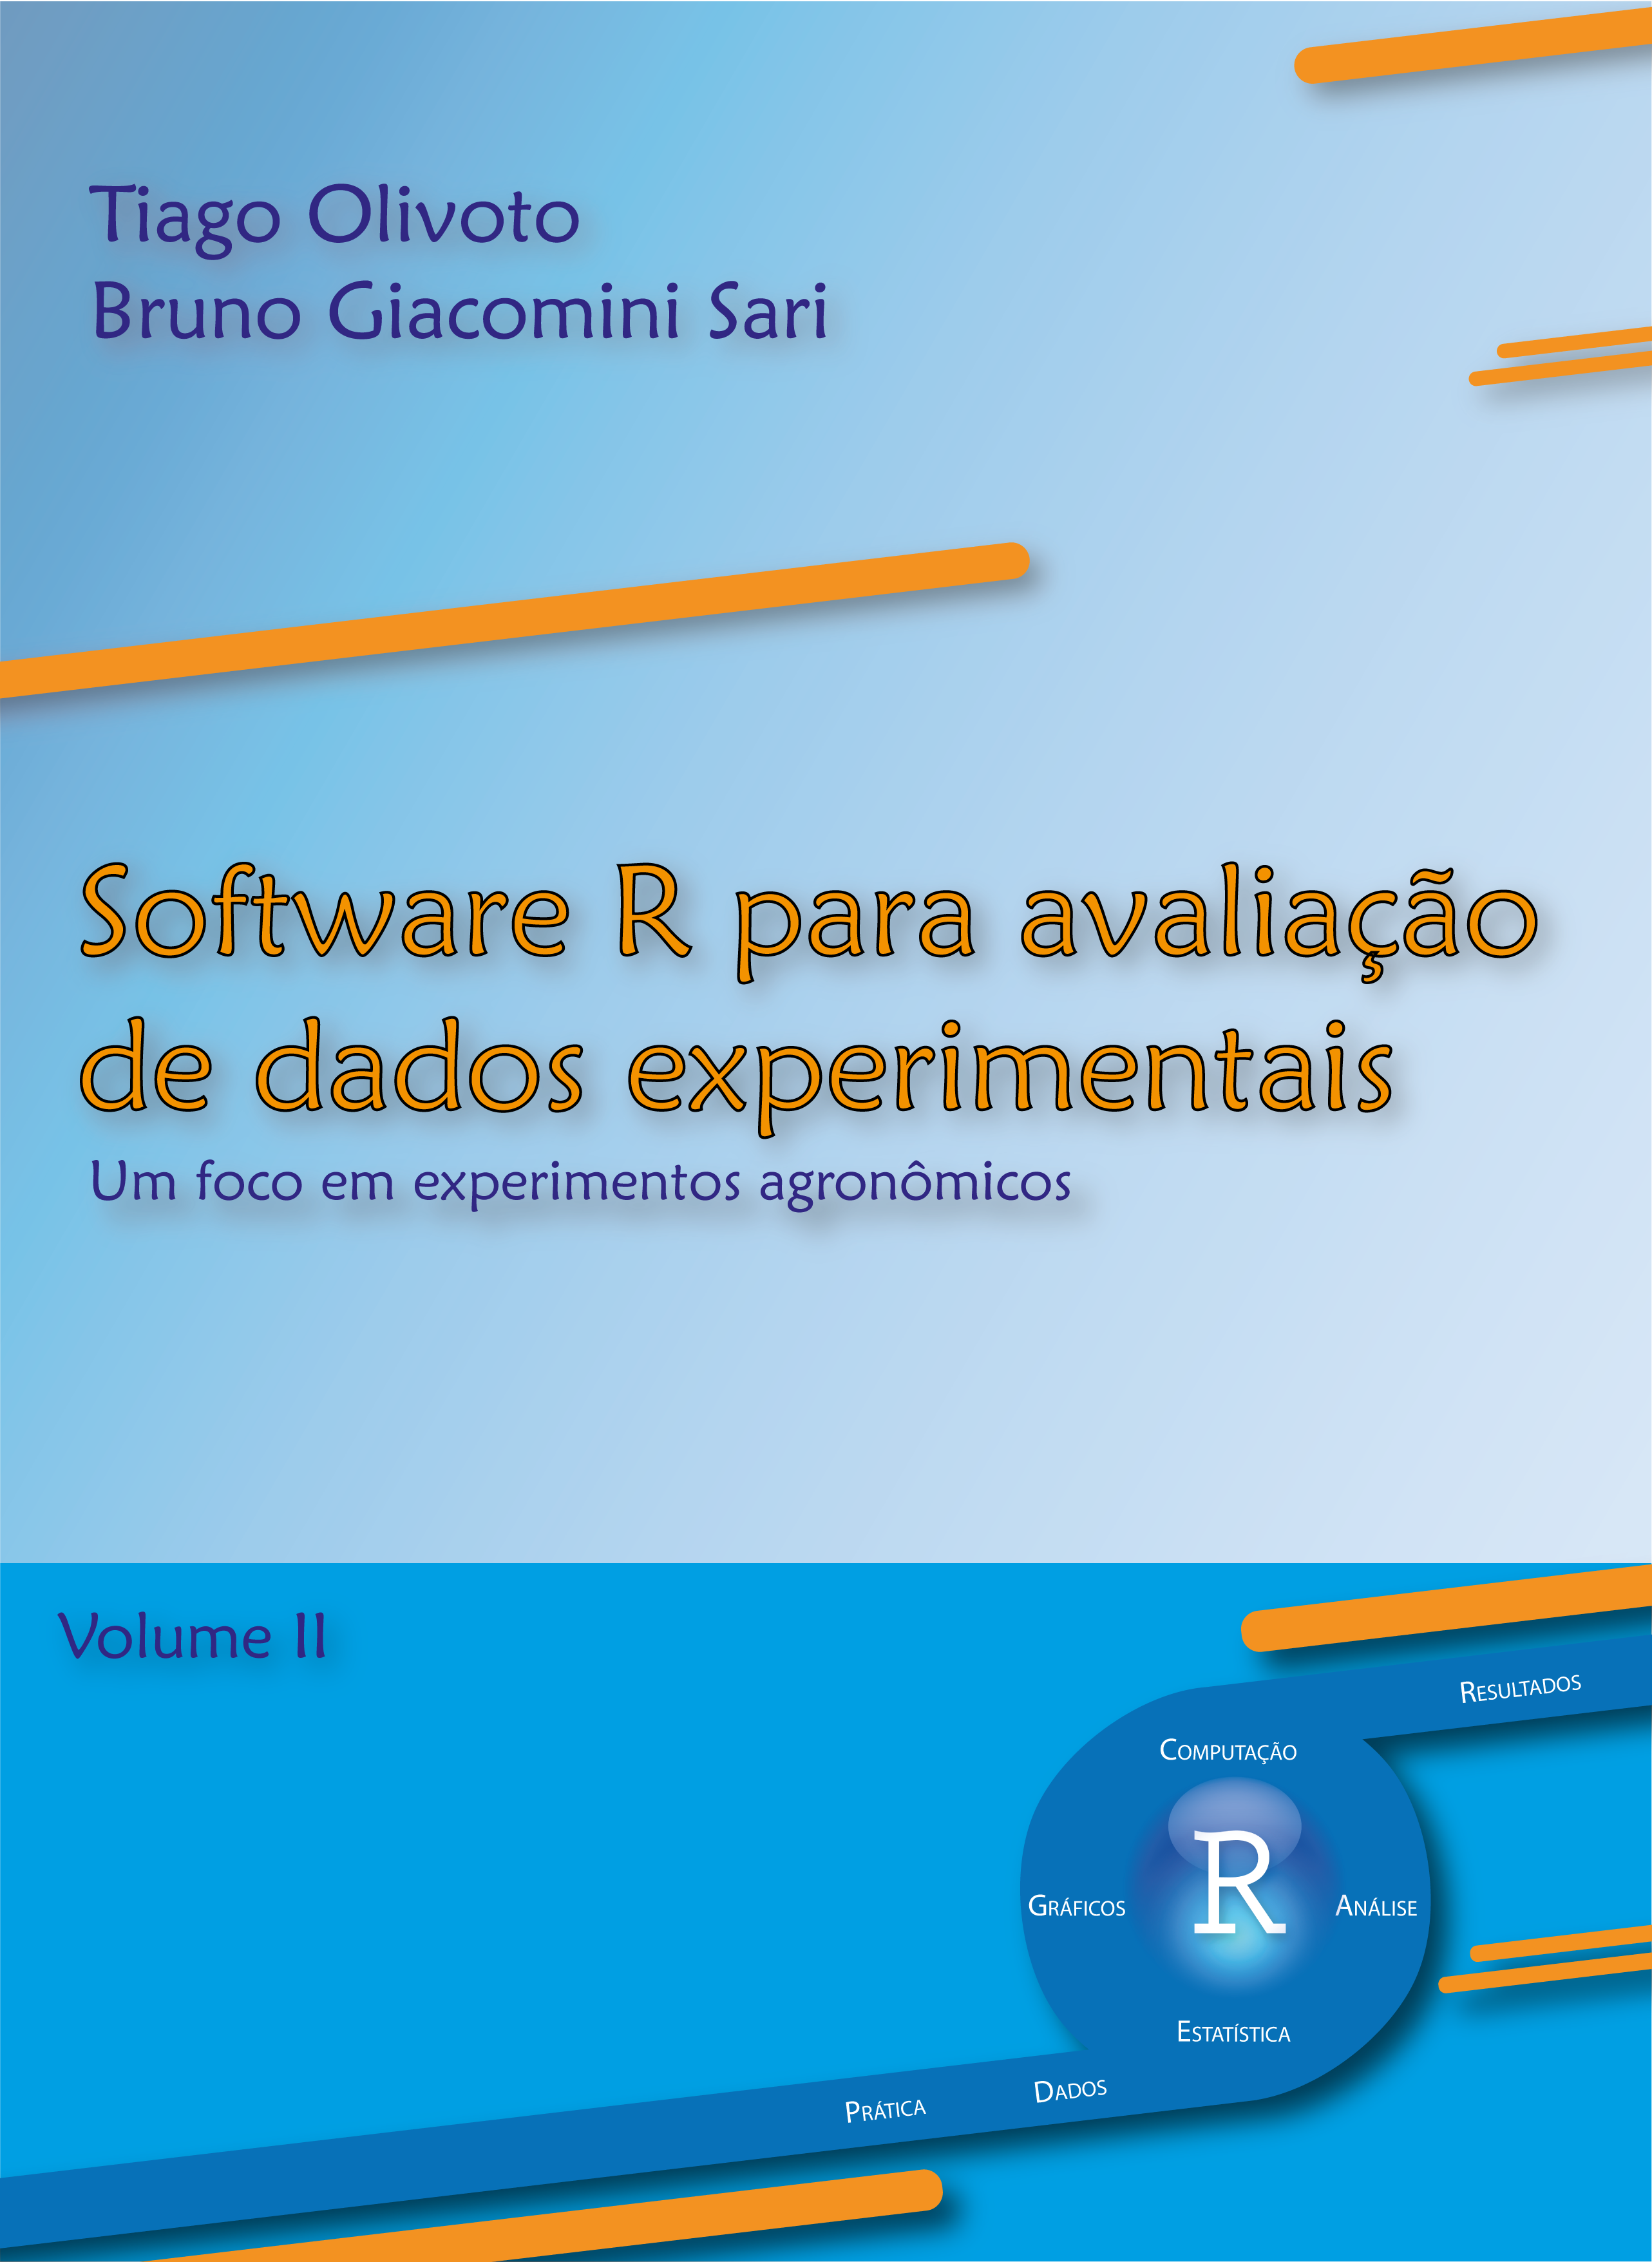 Tiago Olivoto
Bruno Giacomini Sari
Software R para avaliação
de dados experimentais
Um foco em experimentos agronômicos
Volume II
Resultados
Computação
R
Gráficos
Análise
Estatística
Dados
Prática